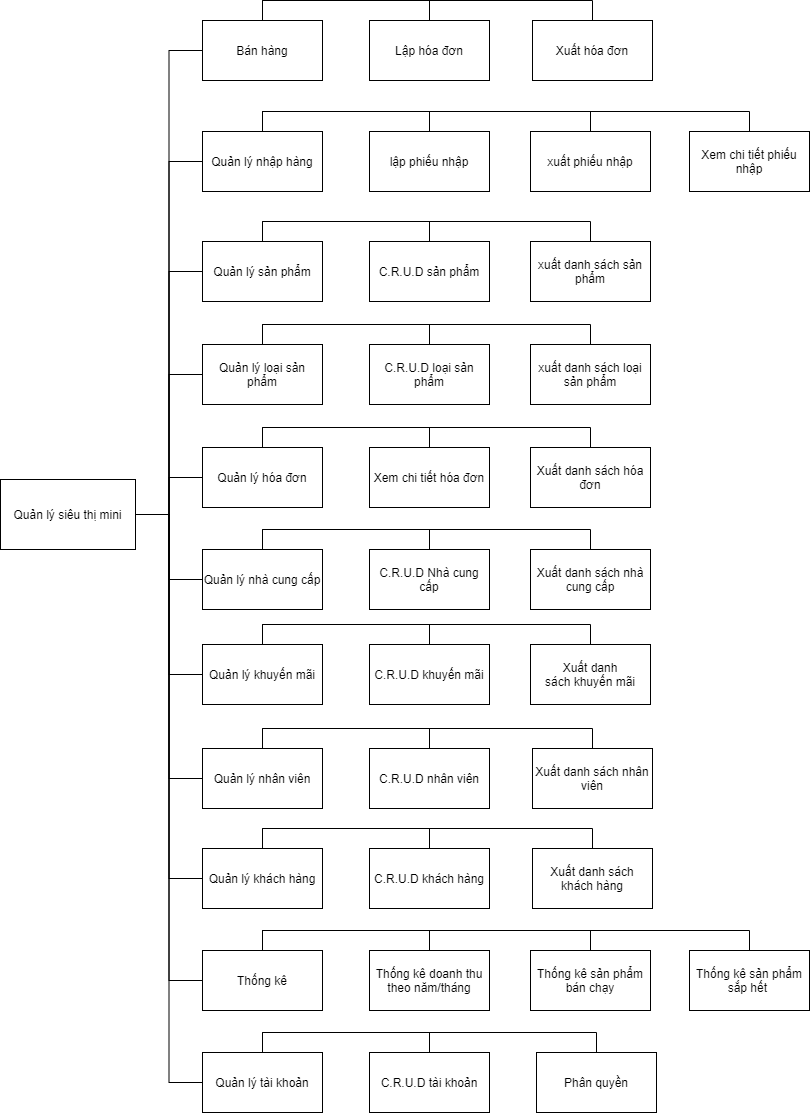 Bán hàng
Lập hóa đơn
Xuất hóa đơn
Quản lý nhập hàng
lập phiếu nhập
xuất phiếu nhập
Xem chi tiết phiếu
nhập
Quản lý sản phẩm
C.R.U.D sản phẩm
xuất danh sách sản
phẩm
Quản lý loại sản
phẩm
C.R.U.D loại sản
phẩm
xuất danh sách loại
sản phẩm
Quản lý hóa đơn
Xem chi tiết hóa đơn
Xuất danh sách hóa
đơn
Quản lý siêu thị mini
Quản lý nhà cung cấp
C.R.U.D Nhà cung
cấp
Xuất danh sách nhà
cung cấp
Quản lý khuyến mãi
C.R.U.D khuyến mãi
Xuất danh
sách khuyến mãi
Quản lý nhân viên
C.R.U.D nhân viên
Xuất danh sách nhân
viên
Quản lý khách hàng
C.R.U.D khách hàng
Xuất danh sách
khách hàng
Thống kê
Thống kê doanh thu
theo năm/tháng
Thống kê sản phẩm
bán chạy
Thống kê sản phẩm
sắp hết
Quản lý tài khoản
C.R.U.D tài khoản
Phân quyền